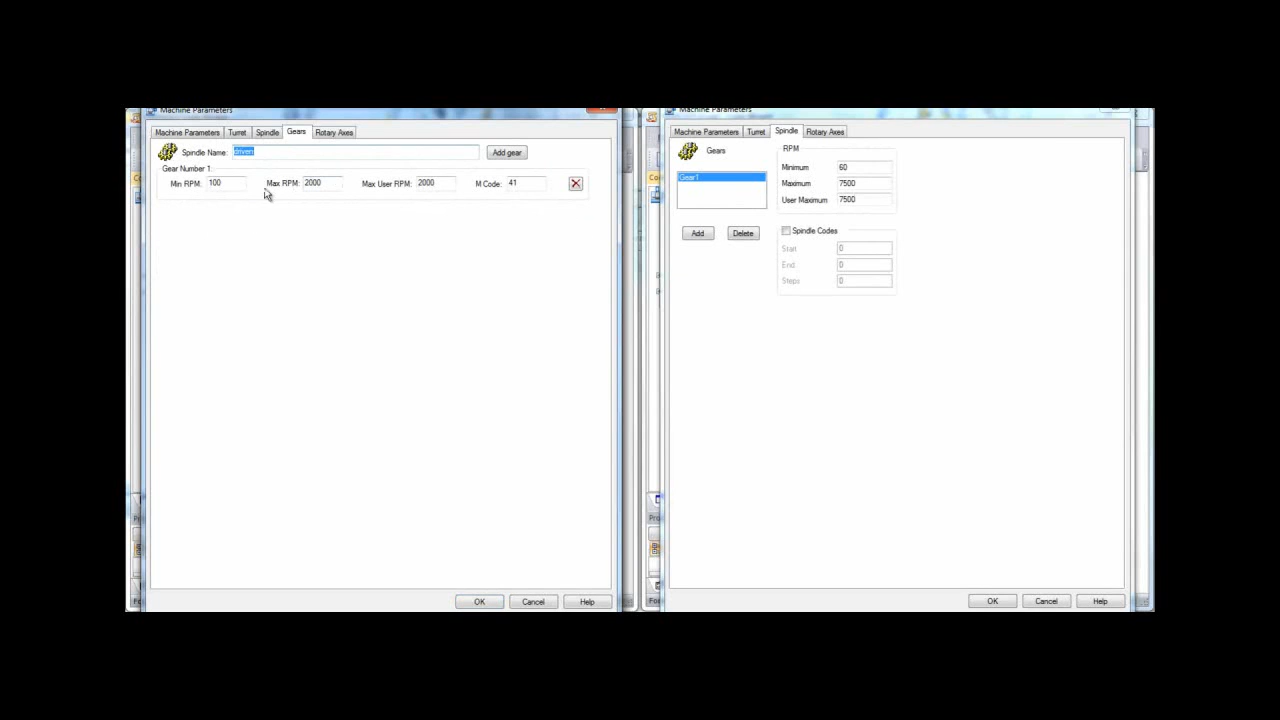 Machine Parameters
Machine Parameters Turret Spindle Gears Rotary Axes
Spindle Name: driven Add gear
Gear Number 1:
Min RPM: 100 Max RPM: 2000 Max User RPM: 2000 M Code: 41
OK Cancel Help
Machine Parameters
Machine Parameters Turret Spindle Rotary Axes
Gears
Gear1
Add Delete
RPM
Minimum 60
Maximum 7500
User Maximum 7500
Spindle Codes
Start 0
End 0
Steps 0
OK Cancel Help